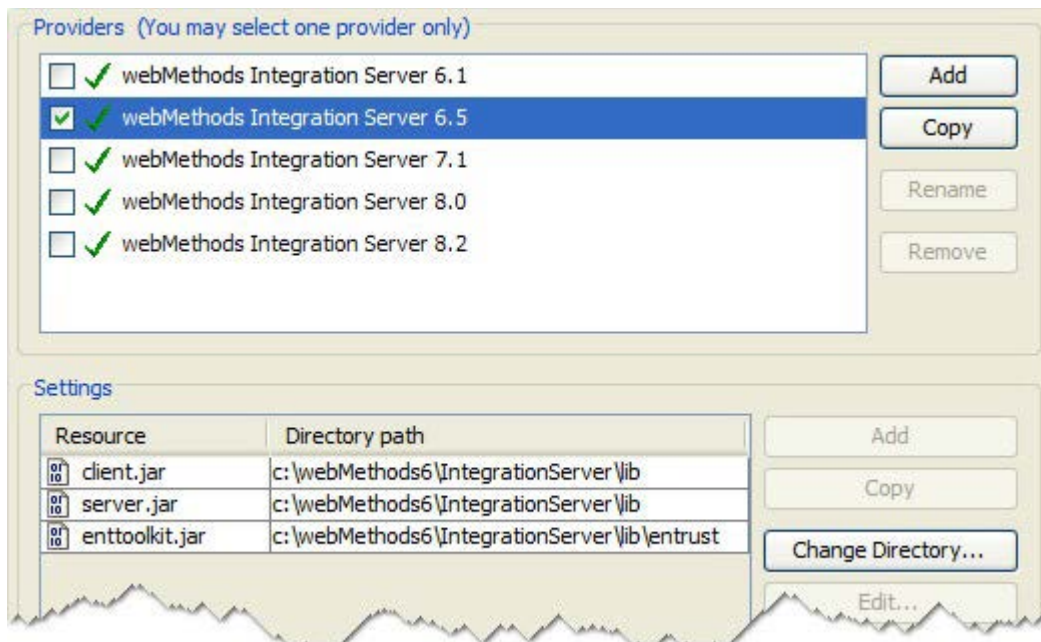 Providers (You may select one provider only)
webMethods Integration Server 6.1
webMethods Integration Server 6.5
webMethods Integration Server 7.1
webMethods Integration Server 8.0
webMethods Integration Server 8.2
Add
Copy
Rename
Remove
Settings
Resource Directory path
client.jar c:\webMethods6\IntegrationServer\lib
server.jar c:\webMethods6\IntegrationServer\lib
enttoolkit.jar c:\webMethods6\IntegrationServer\lib\entrust
Add
Copy
Change Directory...
Edit...